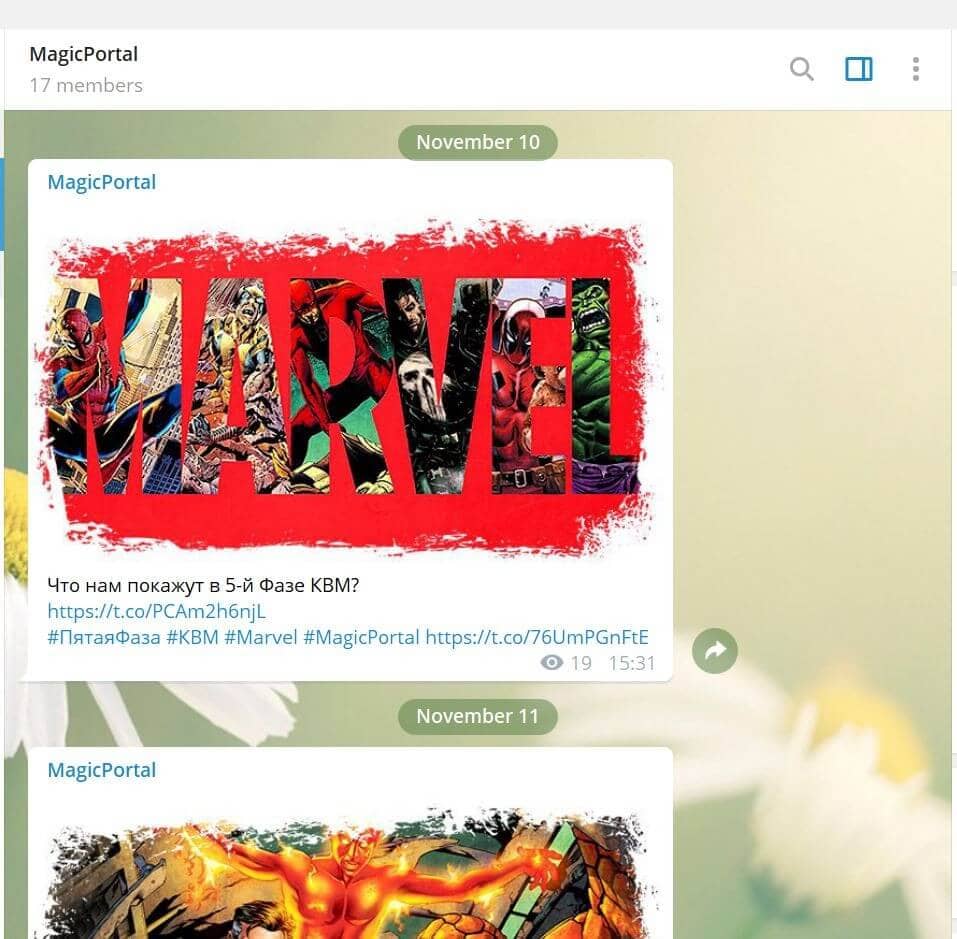 MagicPortal
17 members
November 10
MagicPortal
MARVEL
Что нам покажут в 5-й Фазе КВМ?
https://t.co/PCAm2h6njL
#ПятаяФаза #КВМ #Marvel #MagicPortal https://t.co/76UmPGnFtE
19 15:31
November 11
MagicPortal